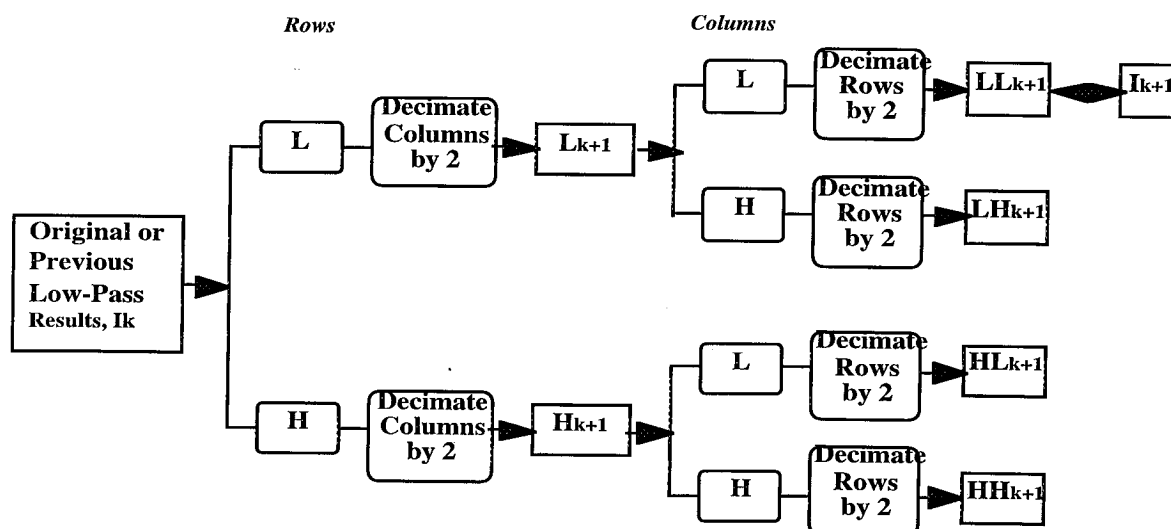 Rows
Columns
L
Decimate
Columns
by 2
Lk+1
L
Decimate
Rows
by 2
LLk+1
Ik+1
H
Decimate
Rows
by 2
LHk+1
Original or
Previous
Low-Pass
Results, Ik
H
Decimate
Columns
by 2
Hk+1
L
Decimate
Rows
by 2
HLk+1
H
Decimate
Rows
by 2
HHk+1